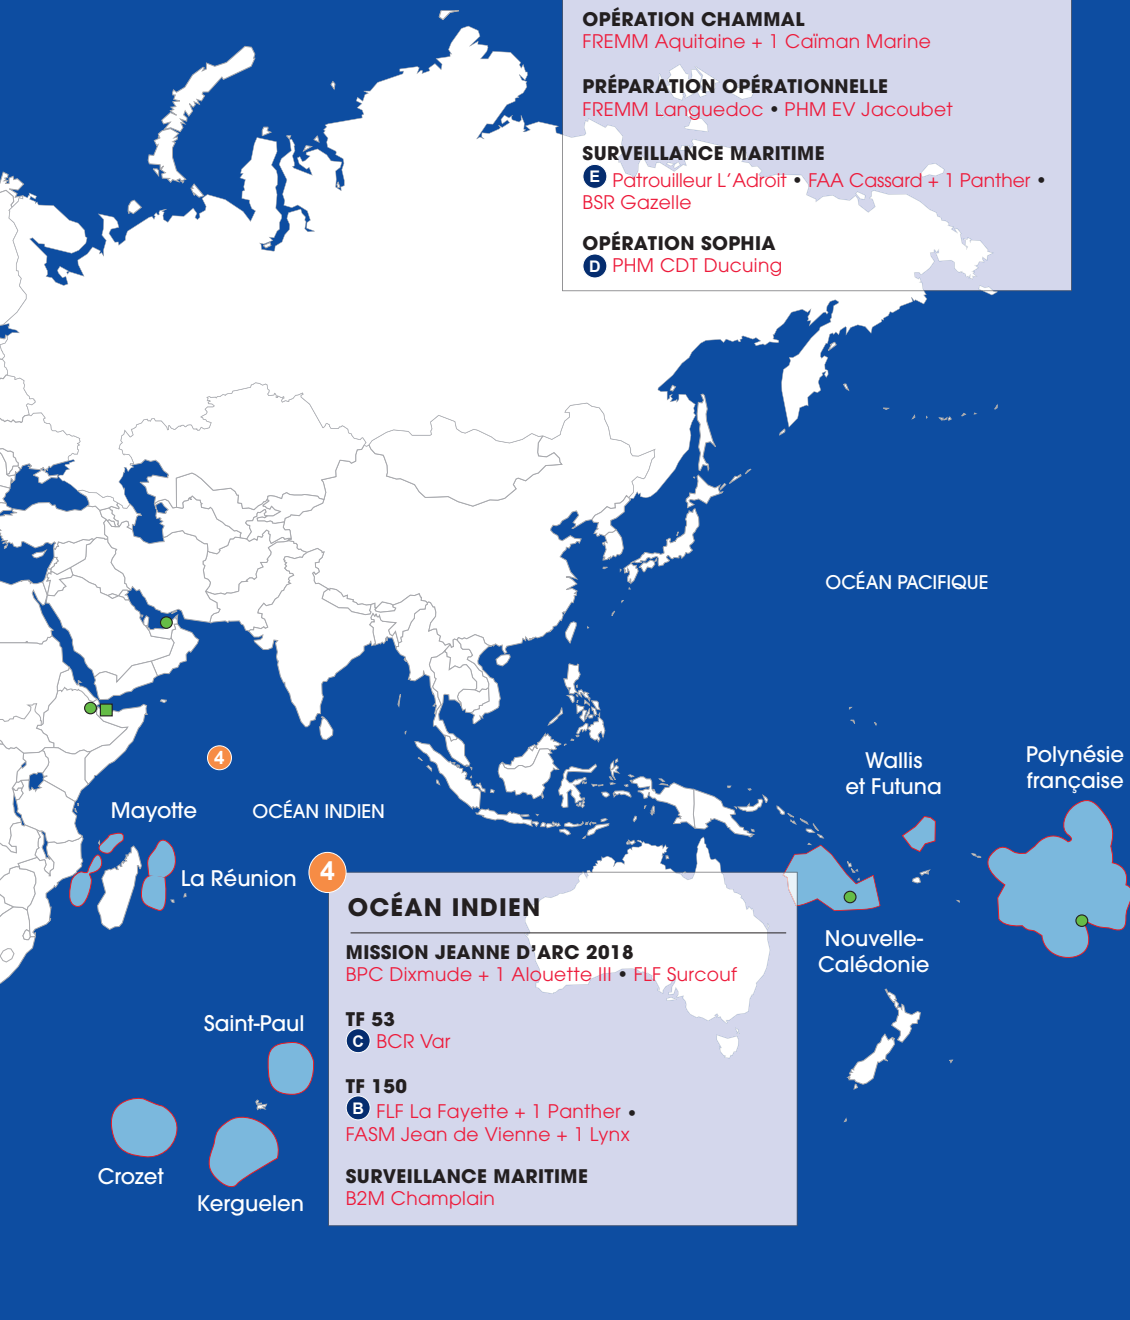 OPÉRATION CHAMMAL
FREMM Aquitaine + 1 Caïman Marine
PRÉPARATION OPÉRATIONNELLE
FREMM Languedoc • PHM EV Jacoubet
SURVEILLANCE MARITIME
E Patrouilleur L’Adroit • FAA Cassard + 1 Panther •
BSR Gazelle
OPÉRATION SOPHIA
D PHM CDT Ducuing
OCÉAN PACIFIQUE
4
Wallis
et Futuna
Polynésie
française
Mayotte
OCÉAN INDIEN
La Réunion
4
OCÉAN INDIEN
MISSION JEANNE D’ARC 2018
BPC Dixmude + 1 Alouette III • FLF Surcouf
TF 53
C BCR Var
TF 150
B FLF La Fayette + 1 Panther •
FASM Jean de Vienne + 1 Lynx
SURVEILLANCE MARITIME
B2M Champlain
Nouvelle-
Calédonie
Saint-Paul
Crozet
Kerguelen